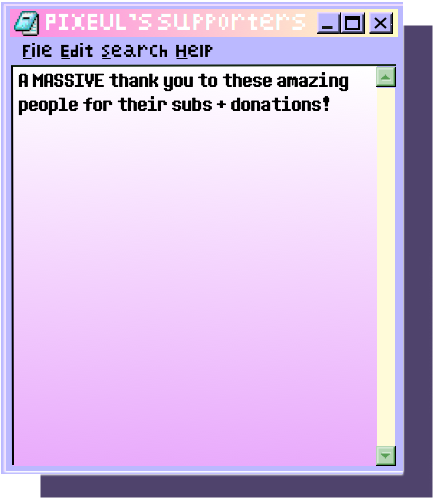 PIXEUL'S SUPPORTERS
File Edit Search Help
A MASSIVE thank you to these amazing
people for their subs + donations!